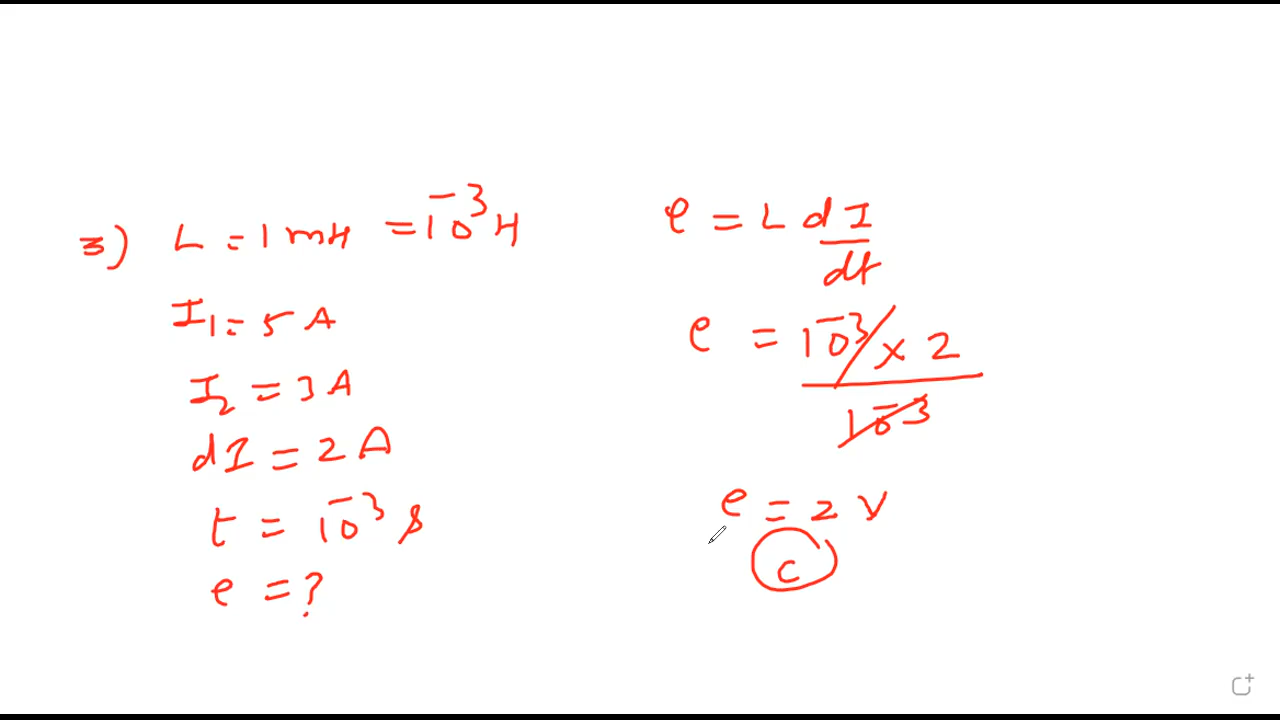 3) L = 1 mH = 10⁻³ H
I₁ = 5 A
I₂ = 3 A
dI = 2 A
t = 10⁻³ s
e = ?
e = L dI
dt
e = 10⁻³ × 2
10⁻³
e = 2 V
C